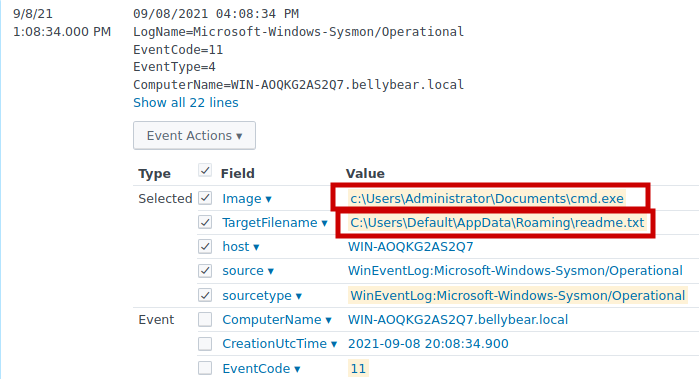 9/8/21
1:08:34.000 PM
09/08/2021 04:08:34 PM
LogName=Microsoft-Windows-Sysmon/Operational
EventCode=11
EventType=4
ComputerName=WIN-AOQKG2AS2Q7.bellybear.local
Show all 22 lines
Event Actions ▾
Type Field Value
Selected Image ▾ c:\Users\Administrator\Documents\cmd.exe
TargetFilename ▾ C:\Users\Default\AppData\Roaming\readme.txt
host ▾ WIN-AOQKG2AS2Q7
source ▾ WinEventLog:Microsoft-Windows-Sysmon/Operational
sourcetype ▾ WinEventLog:Microsoft-Windows-Sysmon/Operational
Event ComputerName ▾ WIN-AOQKG2AS2Q7.bellybear.local
CreationUtcTime ▾ 2021-09-08 20:08:34.900
EventCode ▾ 11